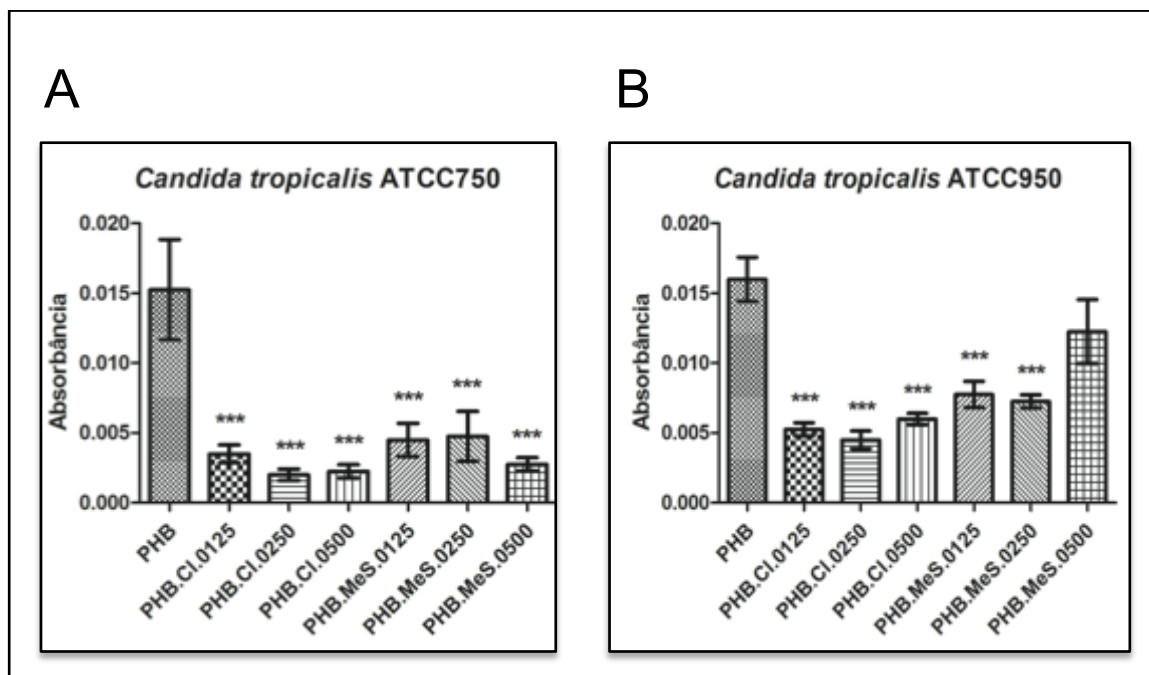 A
Candida tropicalis ATCC750
Absorbância
0.020
0.015
0.010
0.005
0.000
***
***
***
***
***
***
PHB
PHB.Cl.0125
PHB.Cl.0250
PHB.Cl.0500
PHB.MeS.0125
PHB.MeS.0250
PHB.MeS.0500
B
Candida tropicalis ATCC950
Absorbância
0.020
0.015
0.010
0.005
0.000
***
***
***
***
***
PHB
PHB.Cl.0125
PHB.Cl.0250
PHB.Cl.0500
PHB.MeS.0125
PHB.MeS.0250
PHB.MeS.0500